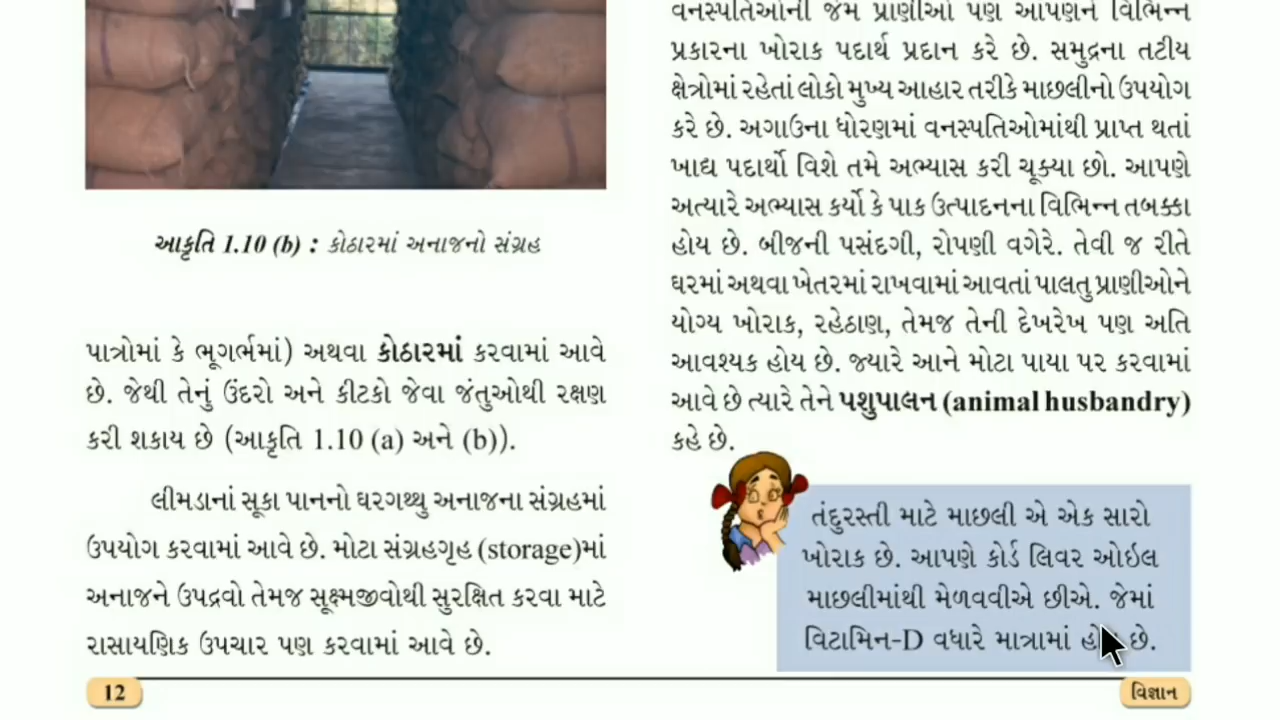 આકૃતિ 1.10 (b) : કોઠારમાં અનાજનો સંગ્રહ
પાત્રોમાં કે ભૂગર્ભમાં) અથવા કોઠારમાં કરવામાં આવે
છે. જેથી તેનું ઉંદરો અને કીટકો જેવા જંતુઓથી રક્ષણ
કરી શકાય છે (આકૃતિ 1.10 (a) અને (b)).
લીમડાનાં સૂકા પાનનો ઘરગથ્થુ અનાજના સંગ્રહમાં
ઉપયોગ કરવામાં આવે છે. મોટા સંગ્રહગૃહ (storage)માં
અનાજને ઉપદ્રવો તેમજ સૂક્ષ્મજીવોથી સુરક્ષિત કરવા માટે
રાસાયણિક ઉપચાર પણ કરવામાં આવે છે.
વનસ્પતિઓની જેમ પ્રાણીઓ પણ આપણને વિભિન્ન
પ્રકારના ખોરાક પદાર્થ પ્રદાન કરે છે. સમુદ્રના તટીય
ક્ષેત્રોમાં રહેતાં લોકો મુખ્ય આહાર તરીકે માછલીનો ઉપયોગ
કરે છે. અગાઉના ધોરણમાં વનસ્પતિઓમાંથી પ્રાપ્ત થતાં
ખાદ્ય પદાર્થો વિશે તમે અભ્યાસ કરી ચૂક્યા છો. આપણે
અત્યારે અભ્યાસ કર્યો કે પાક ઉત્પાદનના વિભિન્ન તબક્કા
હોય છે. બીજની પસંદગી, રોપણી વગેરે. તેવી જ રીતે
ઘરમાં અથવા ખેતરમાં રાખવામાં આવતાં પાલતુ પ્રાણીઓને
યોગ્ય ખોરાક, રહેઠાણ, તેમજ તેની દેખરેખ પણ અતિ
આવશ્યક હોય છે. જ્યારે આને મોટા પાયા પર કરવામાં
આવે છે ત્યારે તેને પશુપાલન (animal husbandry)
કહે છે.
તંદુરસ્તી માટે માછલી એ એક સારો
ખોરાક છે. આપણે કોર્ડ લિવર ઓઇલ
માછલીમાંથી મેળવવીએ છીએ. જેમાં
વિટામિન-D વધારે માત્રામાં છે.
12
વિજ્ઞાન